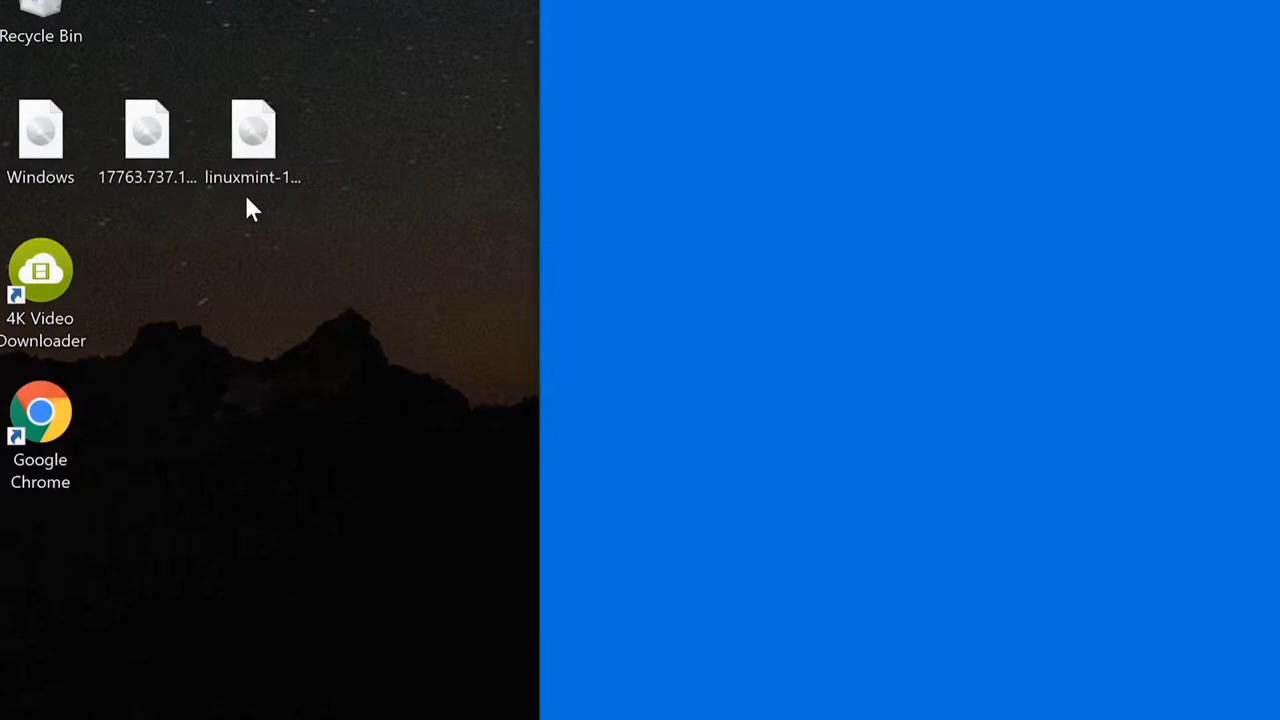 Recycle Bin
Windows
17763.737.1...
linuxmint-1...
4K Video
Downloader
Google
Chrome